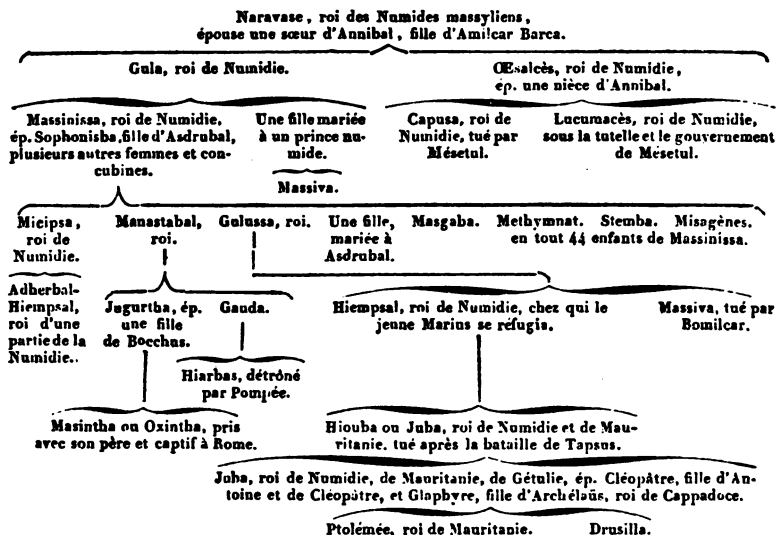 Naravase, roi des Numides massyliens,
épouse une sœur d'Annibal, fille d'Amilcar Barca.
Gula, roi de Numidie.
Œsalcès, roi de Numidie,
ép. une nièce d'Annibal.
Massinissa, roi de Numidie,
ép. Sophonisba, fille d'Asdrubal,
plusieurs autres femmes et con-
cubines.
Une fille mariée
à un prince nu-
mide.
Massiva.
Capusa, roi de
Numidie, tué par
Mésetul.
Lucumacès, roi de Numidie,
sous la tutelle et le gouvernement
de Mésetul.
Micipsa,
roi de
Numidie.
Manastabal,
roi.
Gulussa, roi.
Une fille,
mariée à
Asdrubal.
Masgaba.
Methymnat.
Stemba.
Misagènes.
en tout 44 enfants de Massinissa.
Adherbal-
Hiempsal,
roi d'une
partie de la
Numidie..
Jugurtha, ép.
une fille
de Bocchus.
Gauda.
Hiempsal, roi de Numidie, chez qui le
jeune Marius se réfugia.
Massiva, tué par
Bomilcar.
Hiarbas, détrôné
par Pompée.
Masintha ou Oxintha, pris
avec son père et captif à Rome.
Hiouba ou Juba, roi de Numidie et de Mau-
ritanie. tué après la bataille de Tapsus.
Juba, roi de Numidie, de Mauritanie, de Gétulie, ép. Cléopâtre, fille d'An-
toine et de Cléopâtre, et Glaphyre, fille d'Archélaüs, roi de Cappadoce.
Ptolémée, roi de Mauritanie.
Drusilla.